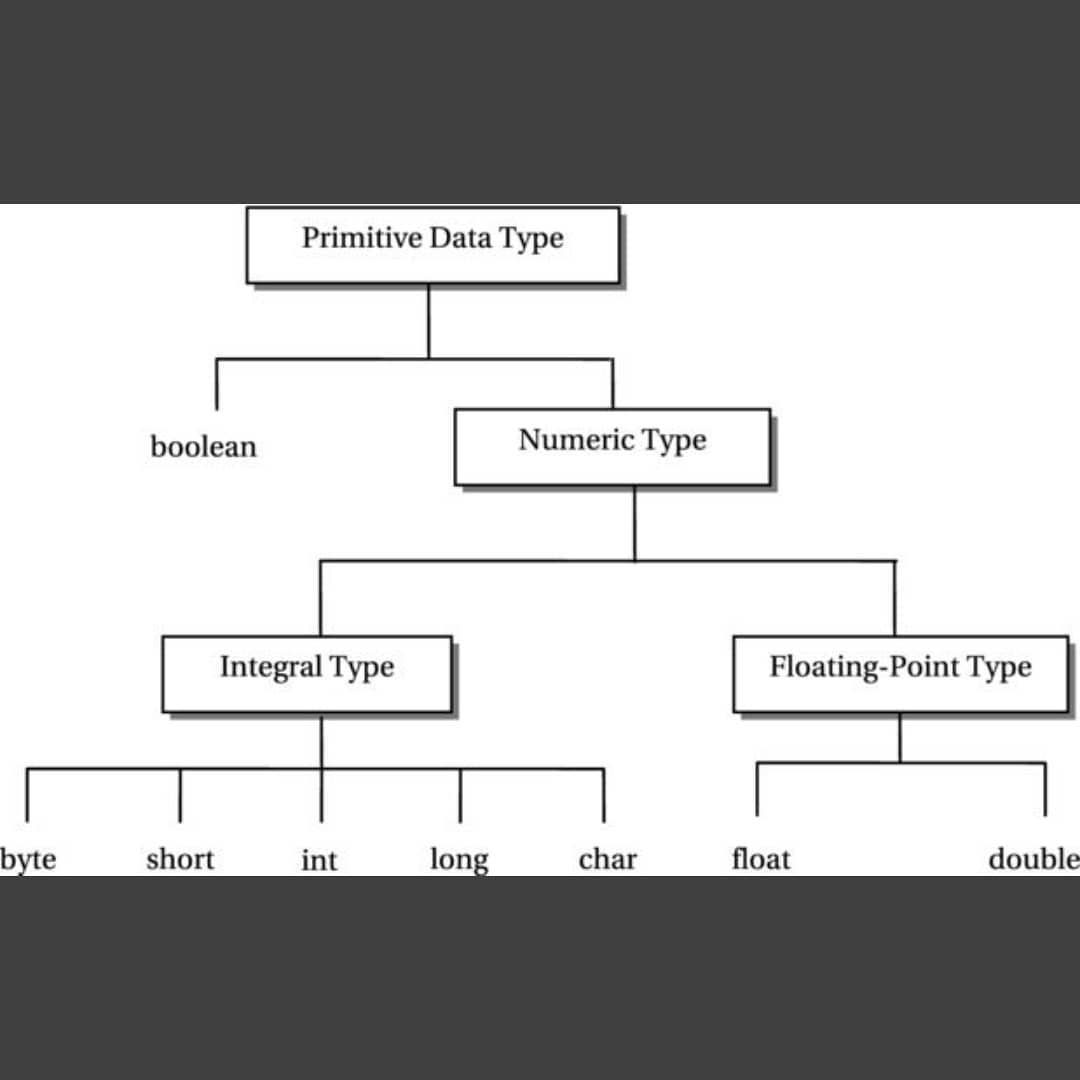 Primitive Data Type
boolean
Numeric Type
Integral Type
Floating-Point Type
byte
short
int
long
char
float
double